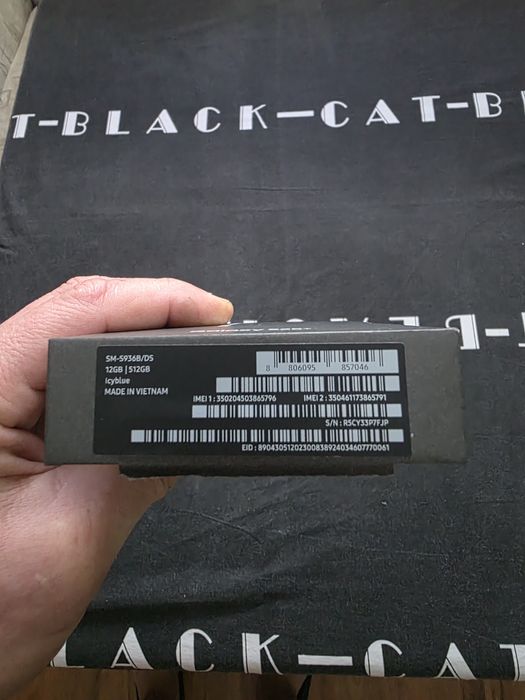 T-BLACK-CAT-B
SM-S936B/DS
12GB | 512GB
Icyblue
MADE IN VIETNAM
8 806095 857046
IMEI 1 : 350204503865796 IMEI 2 : 350461173865791
S/N : R5CY33P7FJP
EID : 89043051202300838924034607770061
BLACK-CAT